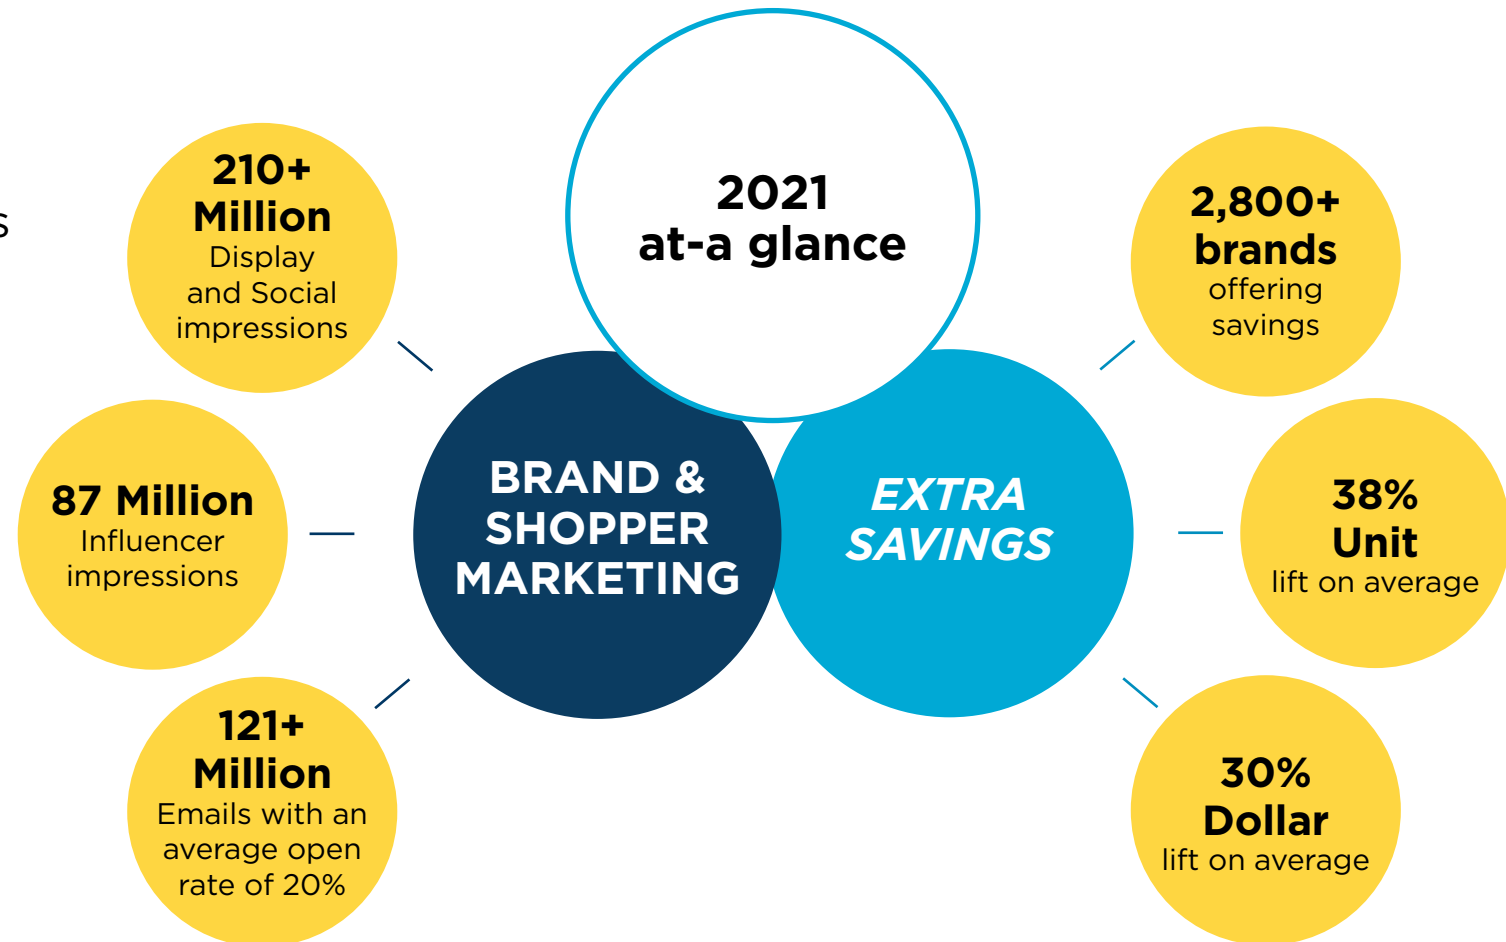 s
2021
at-a glance
210+
Million
Display
and Social
impressions
87 Million
Influencer
impressions
121+
Million
Emails with an
average open
rate of 20%
BRAND &
SHOPPER
MARKETING
EXTRA
SAVINGS
2,800+
brands
offering
savings
38%
Unit
lift on average
30%
Dollar
lift on average